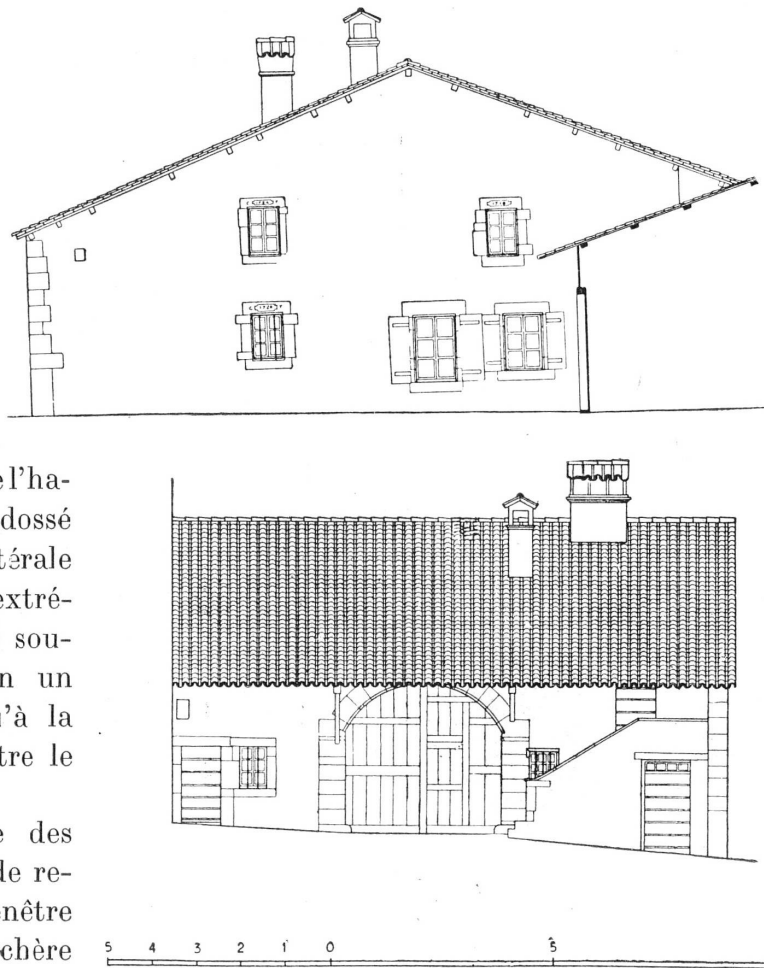 1724
e l'ha-
dossé
térale
extré-
sou-
n un
u'à la
tre le
e des
de re-
enêtre
chère
5 4 3 2 1 0 5